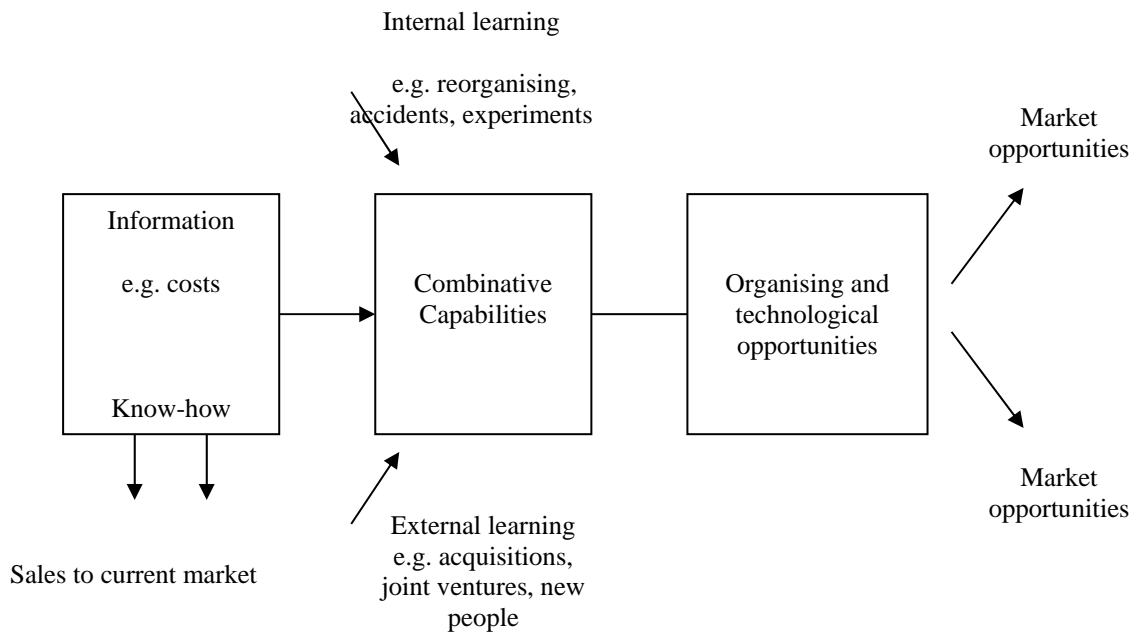 Internal learning
e.g. reorganising,
accidents, experiments
Market
opportunities
Information
e.g. costs
Know-how
Combinative
Capabilities
Organising and
technological
opportunities
Sales to current market
External learning
e.g. acquisitions,
joint ventures, new
people
Market
opportunities